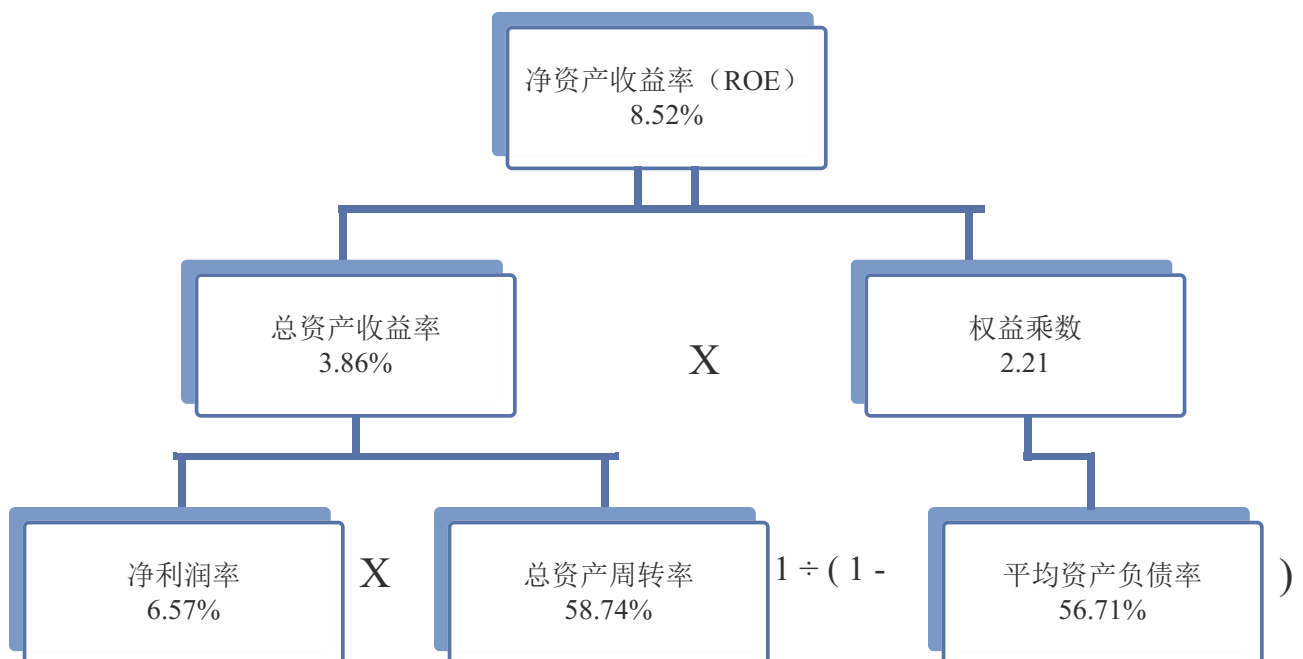 净资产收益率（ROE）
8.52%
总资产收益率
3.86%
X
权益乘数
2.21
净利润率
6.57%
X
总资产周转率
58.74%
1 ÷ ( 1 -
平均资产负债率
56.71%
)